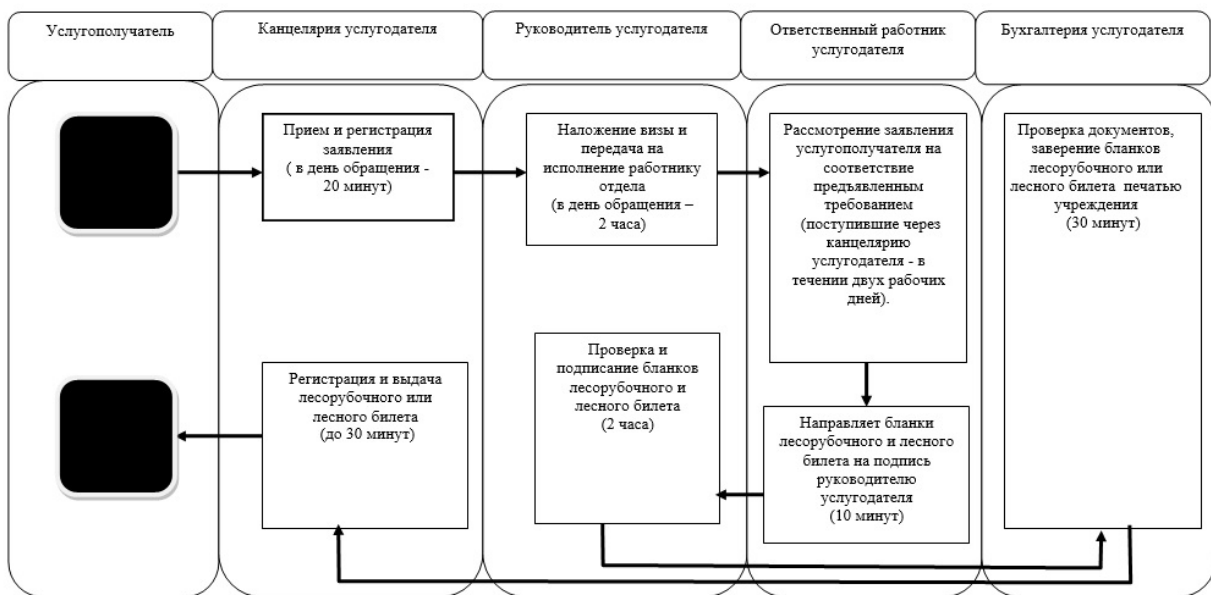 Услугополучатель
Канцелярия услугодателя
Руководитель услугодателя
Ответственный работник
услугодателя
Бухгалтерия услугодателя
Прием и регистрация
заявления
( в день обращения -
20 минут)
Наложение визы и
передача на
исполнение работнику
отдела
(в день обращения –
2 часа)
Рассмотрение заявления
услугополучателя на
соответствие
предъявленным
требованием
(поступившие через
канцелярию
услугодателя - в
течении двух рабочих
дней).
Проверка документов,
заверение бланков
лесорубочного или
лесного билета печатью
учреждения
(30 минут)
Регистрация и выдача
лесорубочного или
лесного билета
(до 30 минут)
Проверка и
подписание бланков
лесорубочного и
лесного билета
(2 часа)
Направляет бланки
лесорубочного и лесного
билета на подпись
руководителю
услугодателя
(10 минут)